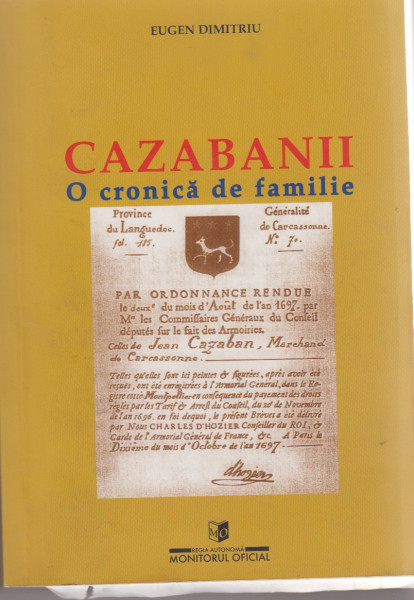 EUGEN DIMITRIU
CAZABANII
O cronică de familie
Province
du Languedoc.
fol. 115.
Généralité
de Carcassonne.
N.º 70.
PAR ORDONNANCE RENDUE
le deuxe du mois d'Août de l'an 1697. par
Mrs les Commissaires Généraux du Conseil
députés sur le fait des Armoiries.
Celles de Jean Cazaban, Marchand
de Carcassonne.
Telles qu'elles sont ici peintes & figurées, après avoir été
reçues, ont été enregistrées à l'Armorial Général, dans le Re-
gistre cotté Montpellier en consequence du payement des droits
réglés par les Tarif & Arrest du Conseil, du 20e de Novembre
de l'an 1696. en foi dequoi, le présent Brevet a été délivré
par Nous CHARLES D'HOZIER Conseiller du ROI, &
Garde de l'Armorial Général de France, &c. A Paris le
Dixième du mois d'Octobre de l'an 1697.
d'hozier
MO
REGIA AUTONOMĂ
MONITORUL OFICIAL